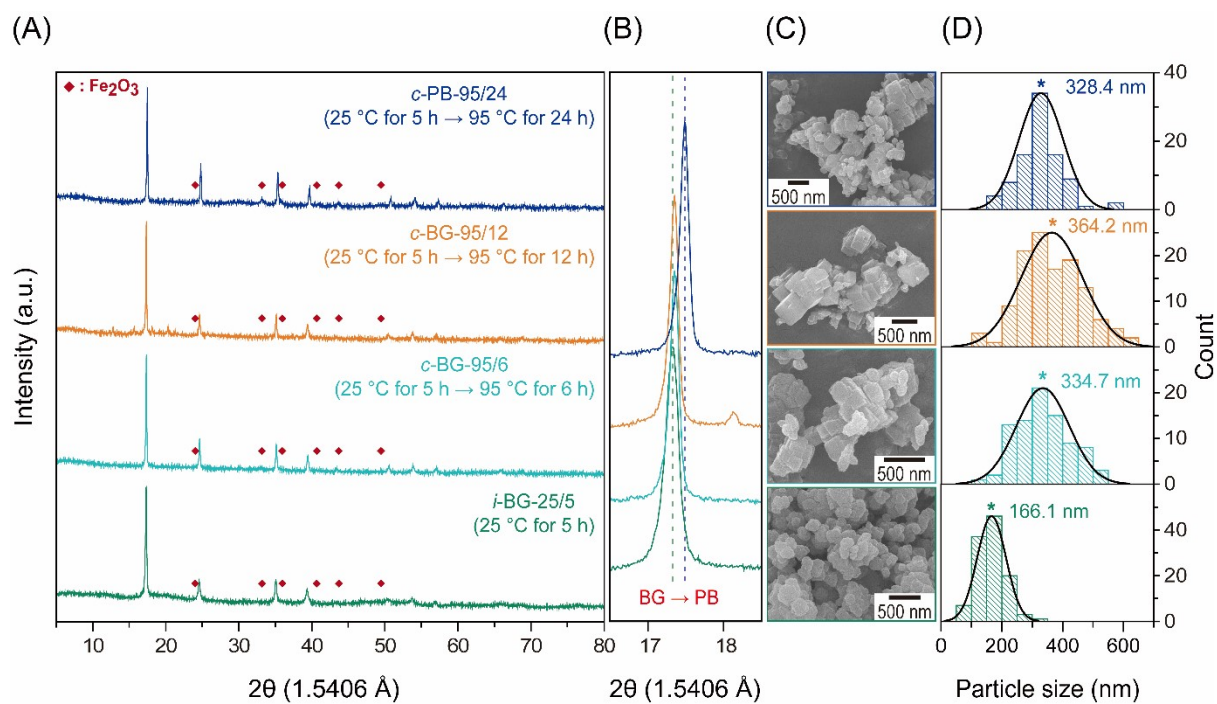 (A)
(B)
(C)
(D)
◆ : Fe₂O₃
c-PB-95/24
(25 °C for 5 h → 95 °C for 24 h)
c-BG-95/12
(25 °C for 5 h → 95 °C for 12 h)
c-BG-95/6
(25 °C for 5 h → 95 °C for 6 h)
i-BG-25/5
(25 °C for 5 h)
Intensity (a.u.)
10 20 30 40 50 60 70 80
2θ (1.5406 Å)
BG → PB
17 18
2θ (1.5406 Å)
500 nm
500 nm
500 nm
500 nm
* 328.4 nm
* 364.2 nm
* 334.7 nm
* 166.1 nm
40
20
0
20
10
0
20
10
0
40
20
0
Count
0 200 400 600
Particle size (nm)